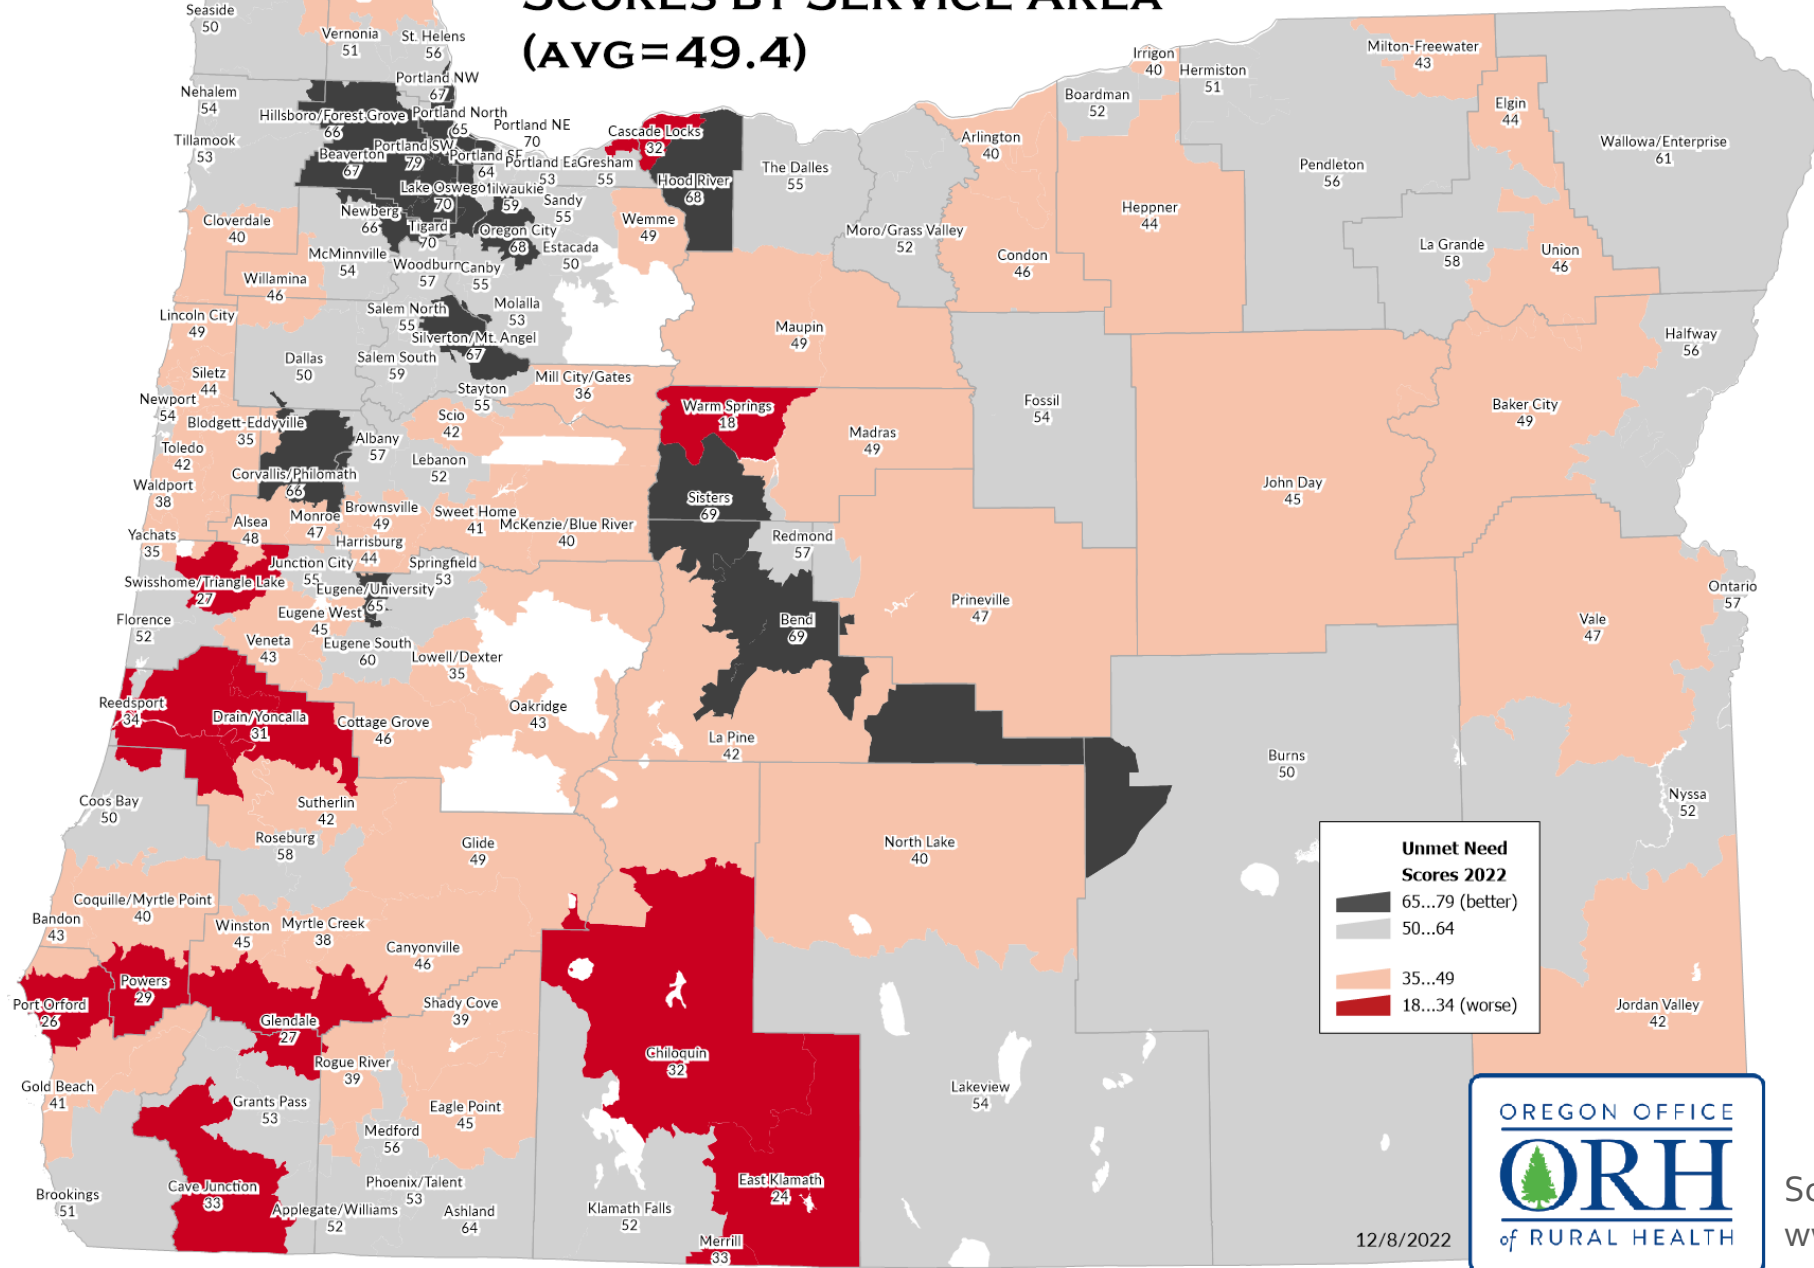 SCORES BY SERVICE AREA
(AVG=49.4)
Seaside
50
Vernonia
51
St. Helens
56
Portland NW
67
Nehalem
54
Hillsboro/Forest Grove
66
Portland North
65
Portland NE
70
Tillamook
53
Beaverton
67
Portland SW
79
Portland SE
64
Portland Ea
53
Gresham
55
Cascade Locks
32
Hood River
68
The Dalles
55
Irrigon
40
Hermiston
51
Boardman
52
Milton-Freewater
43
Elgin
44
Wallowa/Enterprise
61
Arlington
40
Pendleton
56
Lake Oswego
70
ilwaukie
59
Sandy
55
Newberg
66
Tigard
70
Oregon City
68
Estacada
50
Wemme
49
Cloverdale
40
McMinnville
54
Woodburn
57
Canby
55
Moro/Grass Valley
52
Heppner
44
Condon
46
La Grande
58
Union
46
Willamina
46
Lincoln City
49
Salem North
55
Molalla
53
Silverton/Mt. Angel
67
Maupin
49
Halfway
56
Dallas
50
Salem South
59
Siletz
44
Stayton
55
Mill City/Gates
36
Newport
54
Blodgett-Eddyville
35
Scio
42
Warm Springs
18
Madras
49
Fossil
54
Baker City
49
Toledo
42
Albany
57
Lebanon
52
Corvallis/Philomath
66
Waldport
38
Sisters
69
John Day
45
Alsea
48
Monroe
47
Brownsville
49
Sweet Home
41
McKenzie/Blue River
40
Yachats
35
Harrisburg
44
Redmond
57
Junction City
55
Springfield
53
Swisshome/Triangle Lake
27
Eugene/University
65
Eugene West
45
Florence
52
Veneta
43
Eugene South
60
Lowell/Dexter
35
Bend
69
Prineville
47
Vale
47
Ontario
57
Reedsport
34
Drain/Yoncalla
31
Cottage Grove
46
Oakridge
43
La Pine
42
Burns
50
Nyssa
52
Coos Bay
50
Sutherlin
42
Roseburg
58
Glide
49
North Lake
40
Unmet Need
Scores 2022
65...79 (better)
50...64
35...49
18...34 (worse)
Coquille/Myrtle Point
40
Bandon
43
Winston
45
Myrtle Creek
38
Canyonville
46
Powers
29
Port Orford
26
Glendale
27
Shady Cove
39
Jordan Valley
42
Rogue River
39
Chiloquin
32
Gold Beach
41
Grants Pass
53
Eagle Point
45
Lakeview
54
Medford
56
Brookings
51
Cave Junction
33
Phoenix/Talent
53
Applegate/Williams
52
Ashland
64
Klamath Falls
52
East Klamath
24
Merrill
33
12/8/2022
OREGON OFFICE
ORH
of RURAL HEALTH